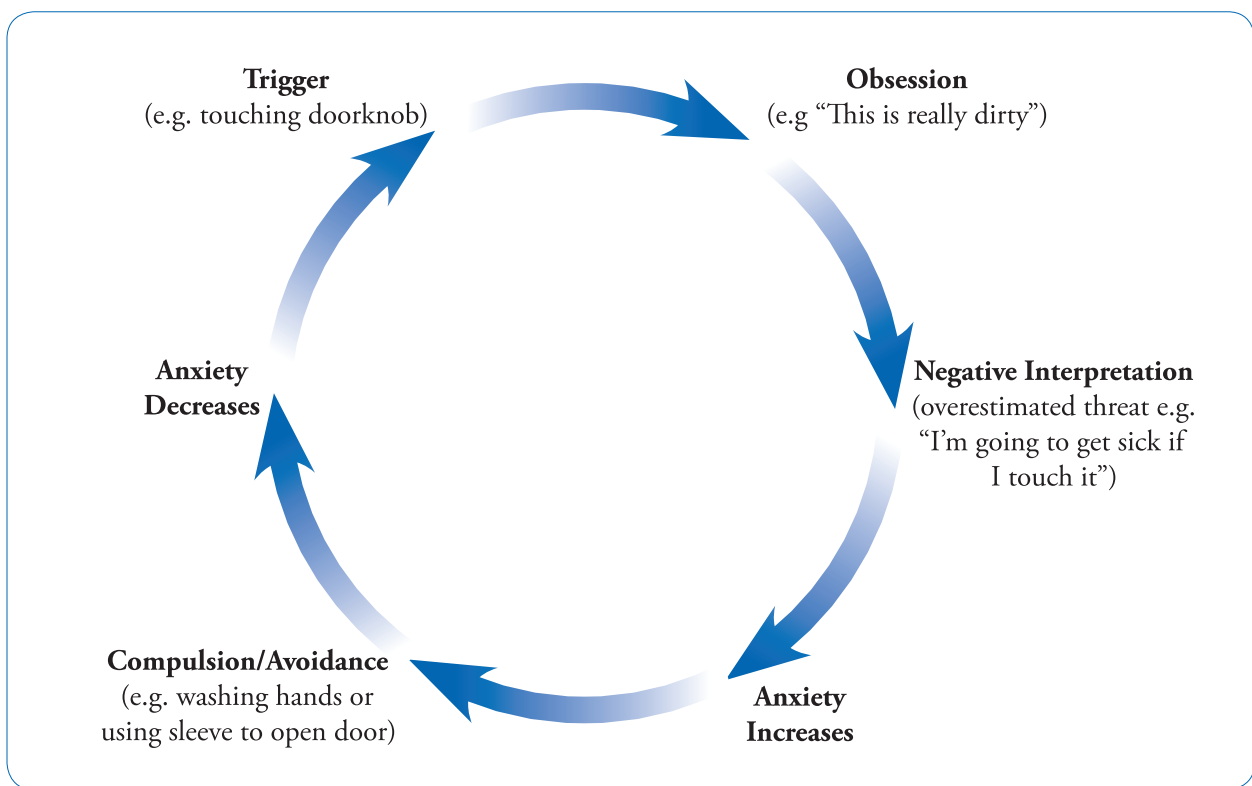 Trigger
(e.g. touching doorknob)
Obsession
(e.g “This is really dirty”)
Negative Interpretation
(overestimated threat e.g.
“I’m going to get sick if
I touch it”)
Anxiety
Increases
Compulsion/Avoidance
(e.g. washing hands or
using sleeve to open door)
Anxiety
Decreases